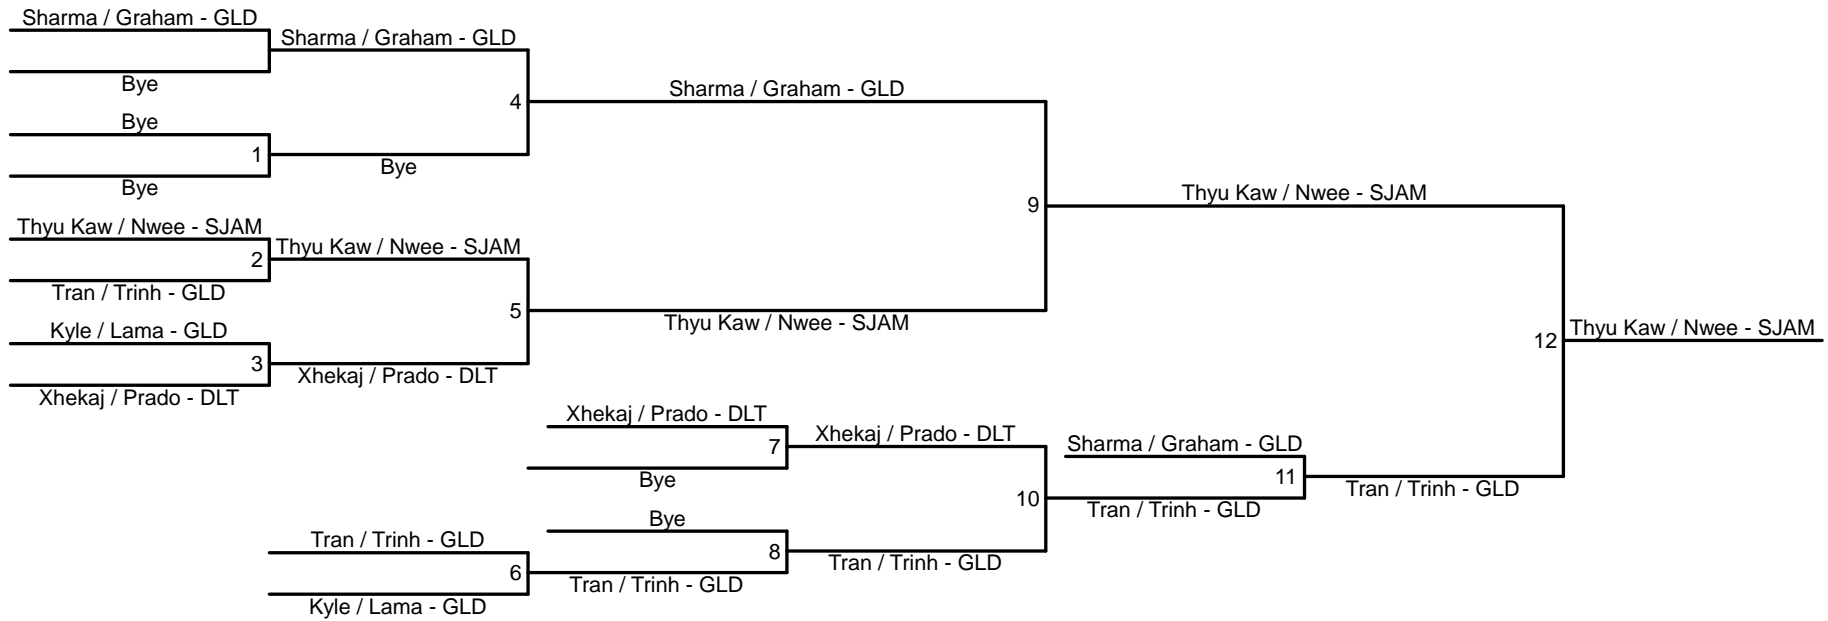 Sharma / Graham - GLD
Sharma / Graham - GLD
Bye
4
Sharma / Graham - GLD
Bye
1
Bye
Bye
9
Thyu Kaw / Nwee - SJAM
Thyu Kaw / Nwee - SJAM
2
Thyu Kaw / Nwee - SJAM
Tran / Trinh - GLD
5
Thyu Kaw / Nwee - SJAM
Kyle / Lama - GLD
3
Xhekaj / Prado - DLT
Xhekaj / Prado - DLT
12
Thyu Kaw / Nwee - SJAM
Xhekaj / Prado - DLT
7
Xhekaj / Prado - DLT
Bye
Sharma / Graham - GLD
11
Tran / Trinh - GLD
10
Tran / Trinh - GLD
Bye
8
Tran / Trinh - GLD
Tran / Trinh - GLD
6
Tran / Trinh - GLD
Kyle / Lama - GLD